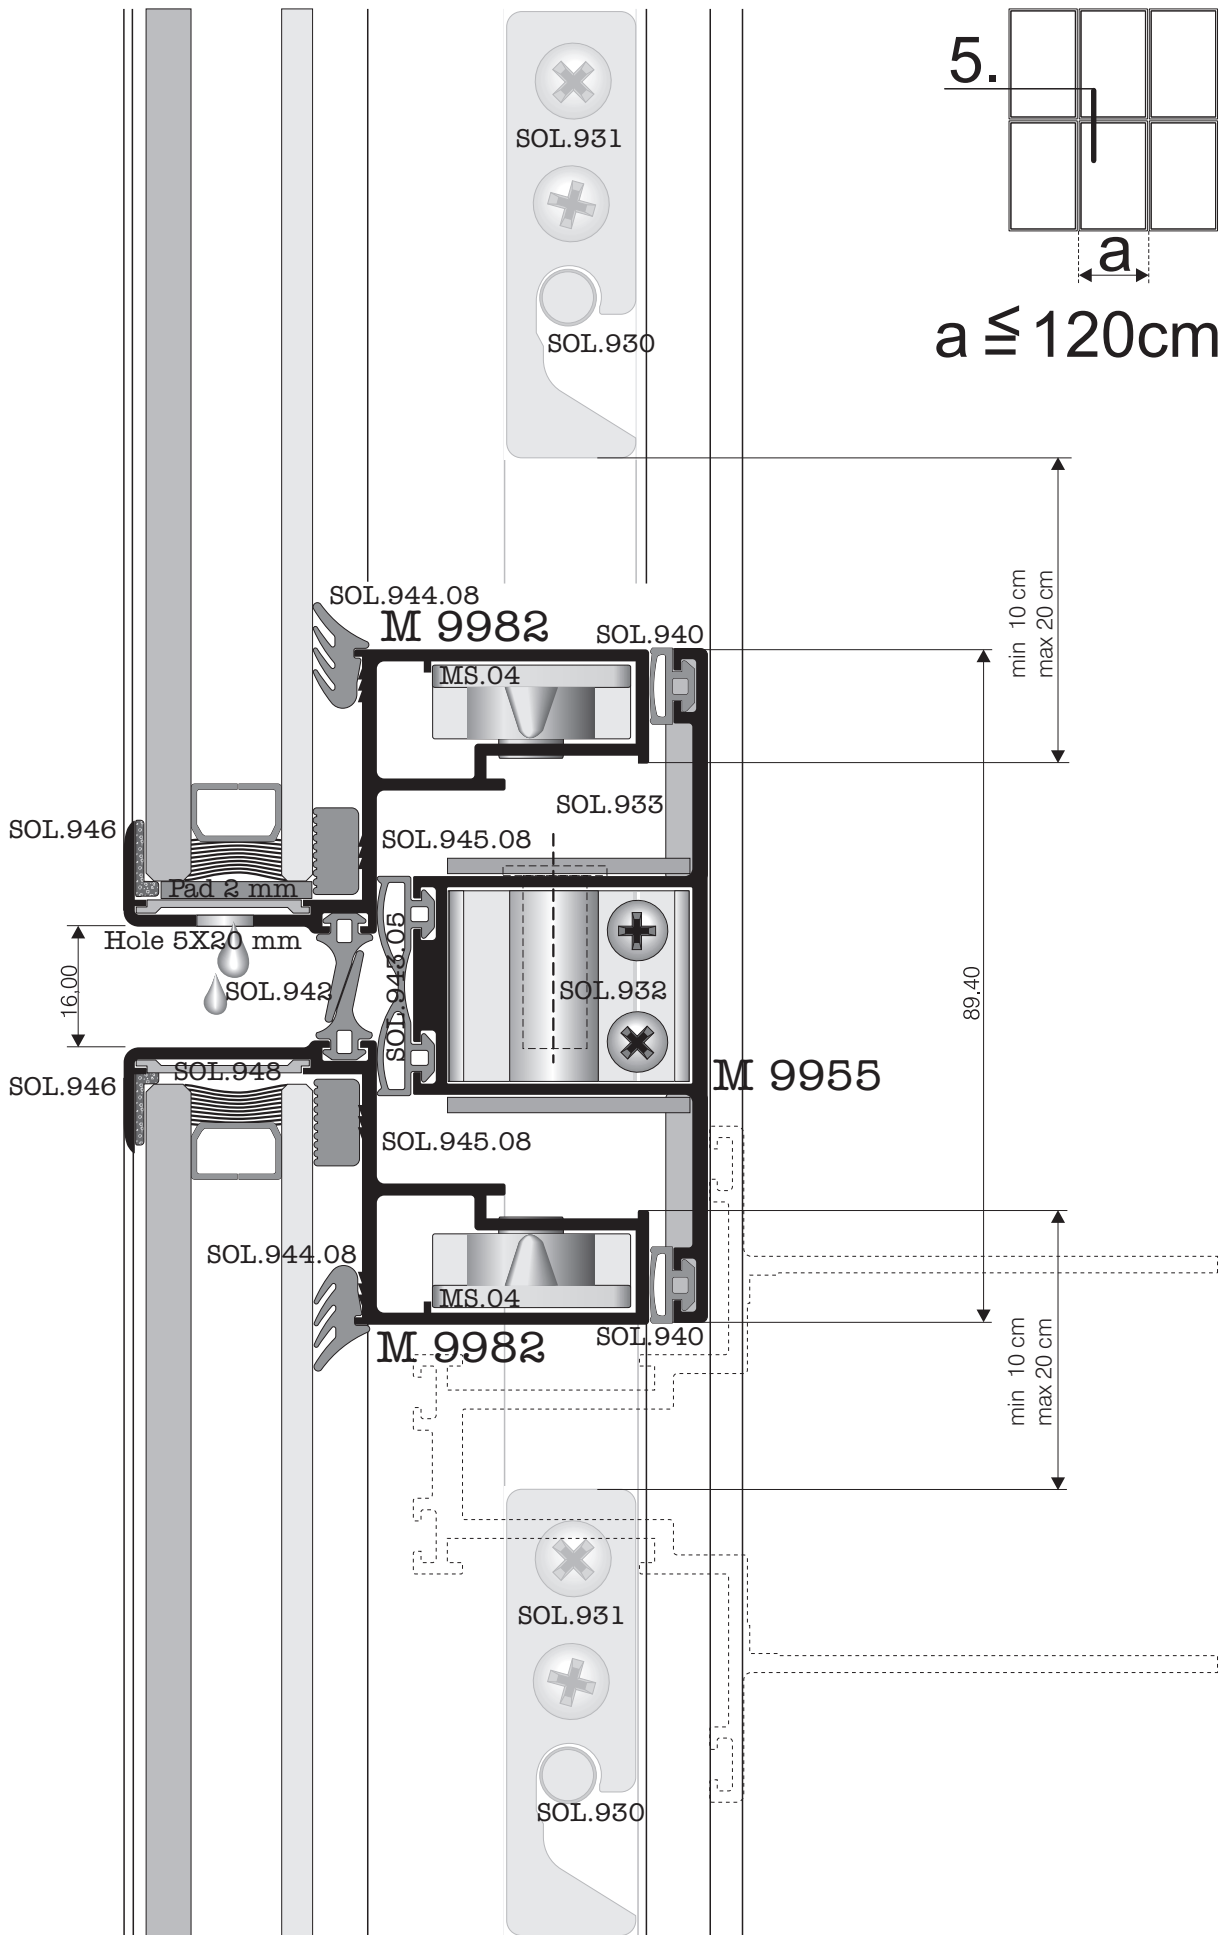 5.
SOL.931
a
a ≦ 120cm
SOL.930
min 10 cm
max 20 cm
SOL.944.08
M 9982
SOL.940
MS.04
SOL.933
SOL.946
SOL.945.08
Pad 2 mm
Hole 5X20 mm
16,00
SOL.942
SOL.943.05
SOL.932
89.40
SOL.948
M 9955
SOL.946
SOL.945.08
SOL.944.08
MS.04
SOL.940
M 9982
min 10 cm
max 20 cm
SOL.931
SOL.930